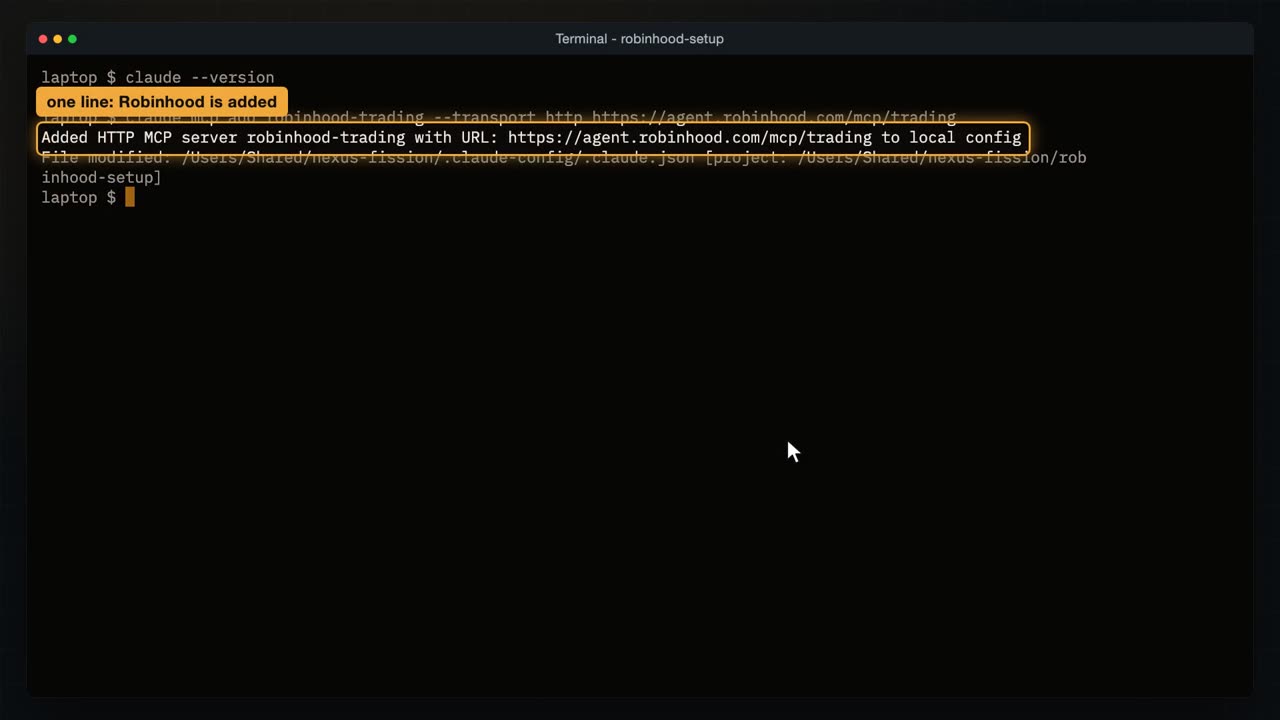 Terminal - robinhood-setup
laptop $ claude --version
one line: Robinhood is added
laptop $ claude mcp add robinhood-trading --transport http https://agent.robinhood.com/mcp/trading
Added HTTP MCP server robinhood-trading with URL: https://agent.robinhood.com/mcp/trading to local config
File modified: /Users/Shared/nexus-fission/.claude-config/.claude.json [project: /Users/Shared/nexus-fission/rob
inhood-setup]
laptop $